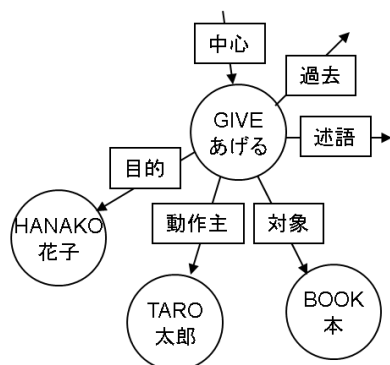 中心
過去
GIVE
あげる
述語
目的
HANAKO
花子
動作主
対象
TARO
太郎
BOOK
本